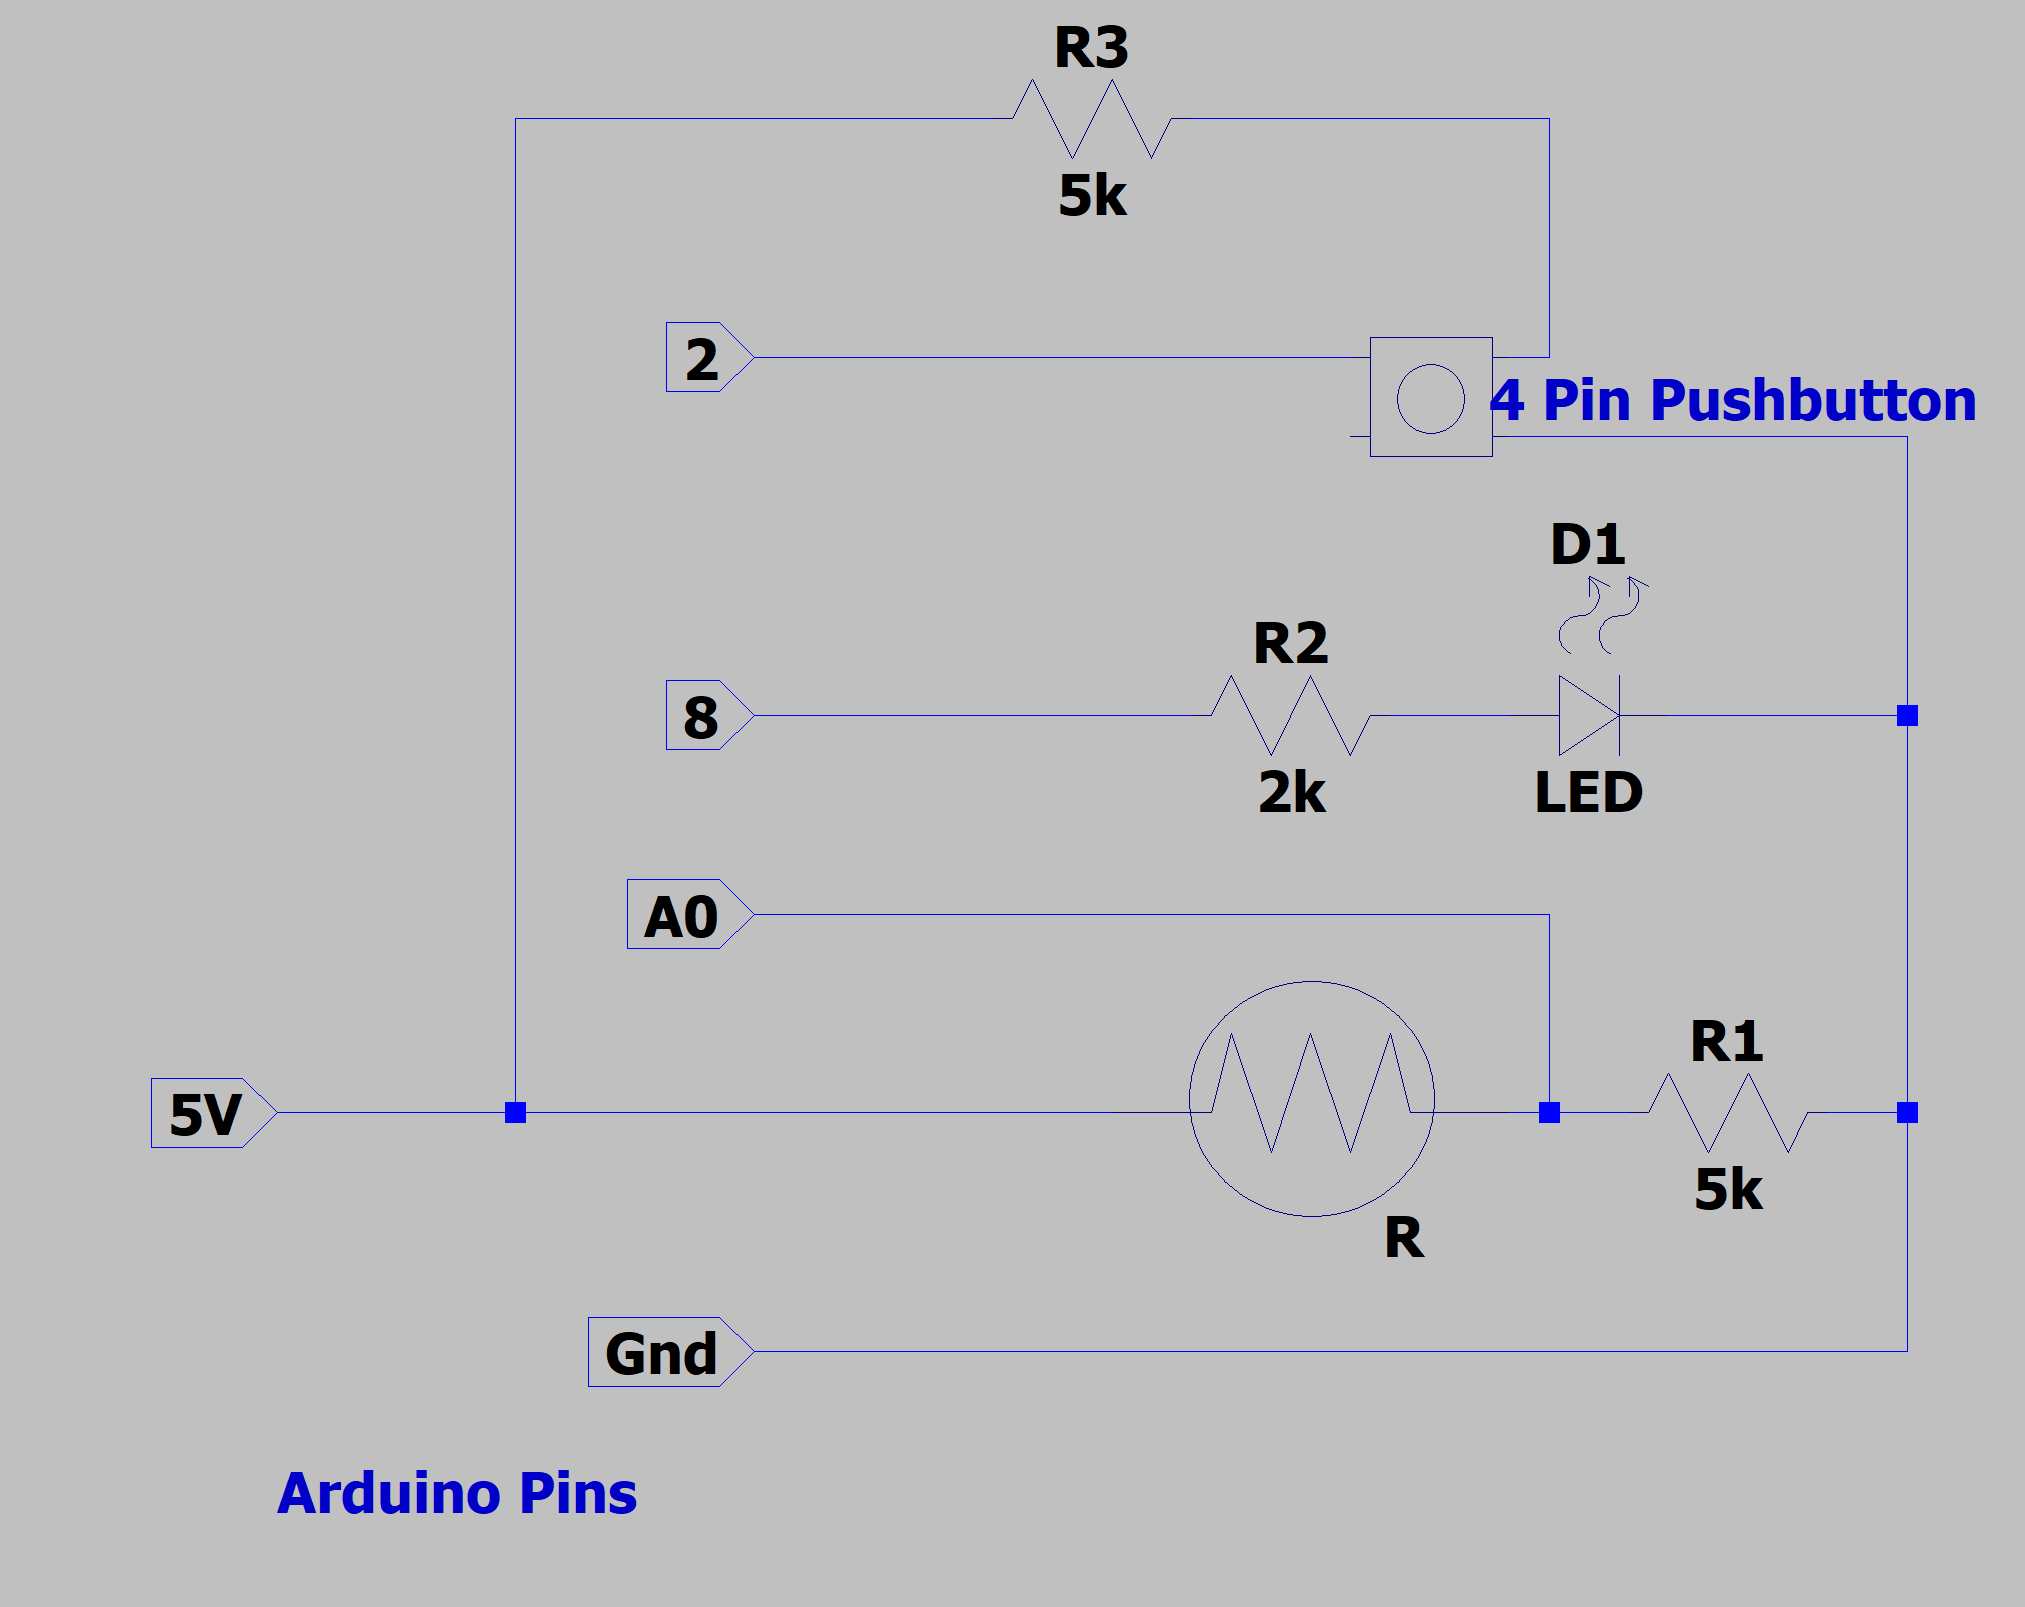 R3
5k
2
4 Pin Pushbutton
D1
R2
8
2k
LED
A0
R1
5V
5k
R
Gnd
Arduino Pins